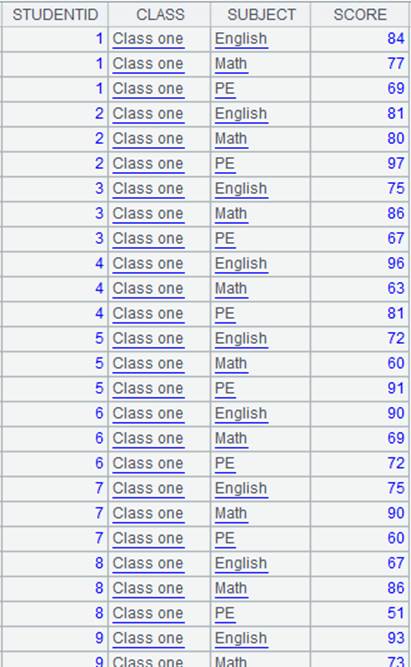 STUDENTID CLASS SUBJECT SCORE
1 Class one English 84
1 Class one Math 77
1 Class one PE 69
2 Class one English 81
2 Class one Math 80
2 Class one PE 97
3 Class one English 75
3 Class one Math 86
3 Class one PE 67
4 Class one English 96
4 Class one Math 63
4 Class one PE 81
5 Class one English 72
5 Class one Math 60
5 Class one PE 91
6 Class one English 90
6 Class one Math 69
6 Class one PE 72
7 Class one English 75
7 Class one Math 90
7 Class one PE 60
8 Class one English 67
8 Class one Math 86
8 Class one PE 51
9 Class one English 93
9 Class one Math 73